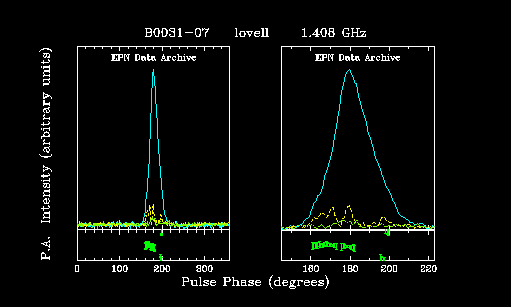 B0031-07 lovell 1.408 GHz
EPN Data Archive EPN Data Archive
P.A. Intensity (arbitrary units)
0 100 200 300 160 180 200 220
Pulse Phase (degrees)